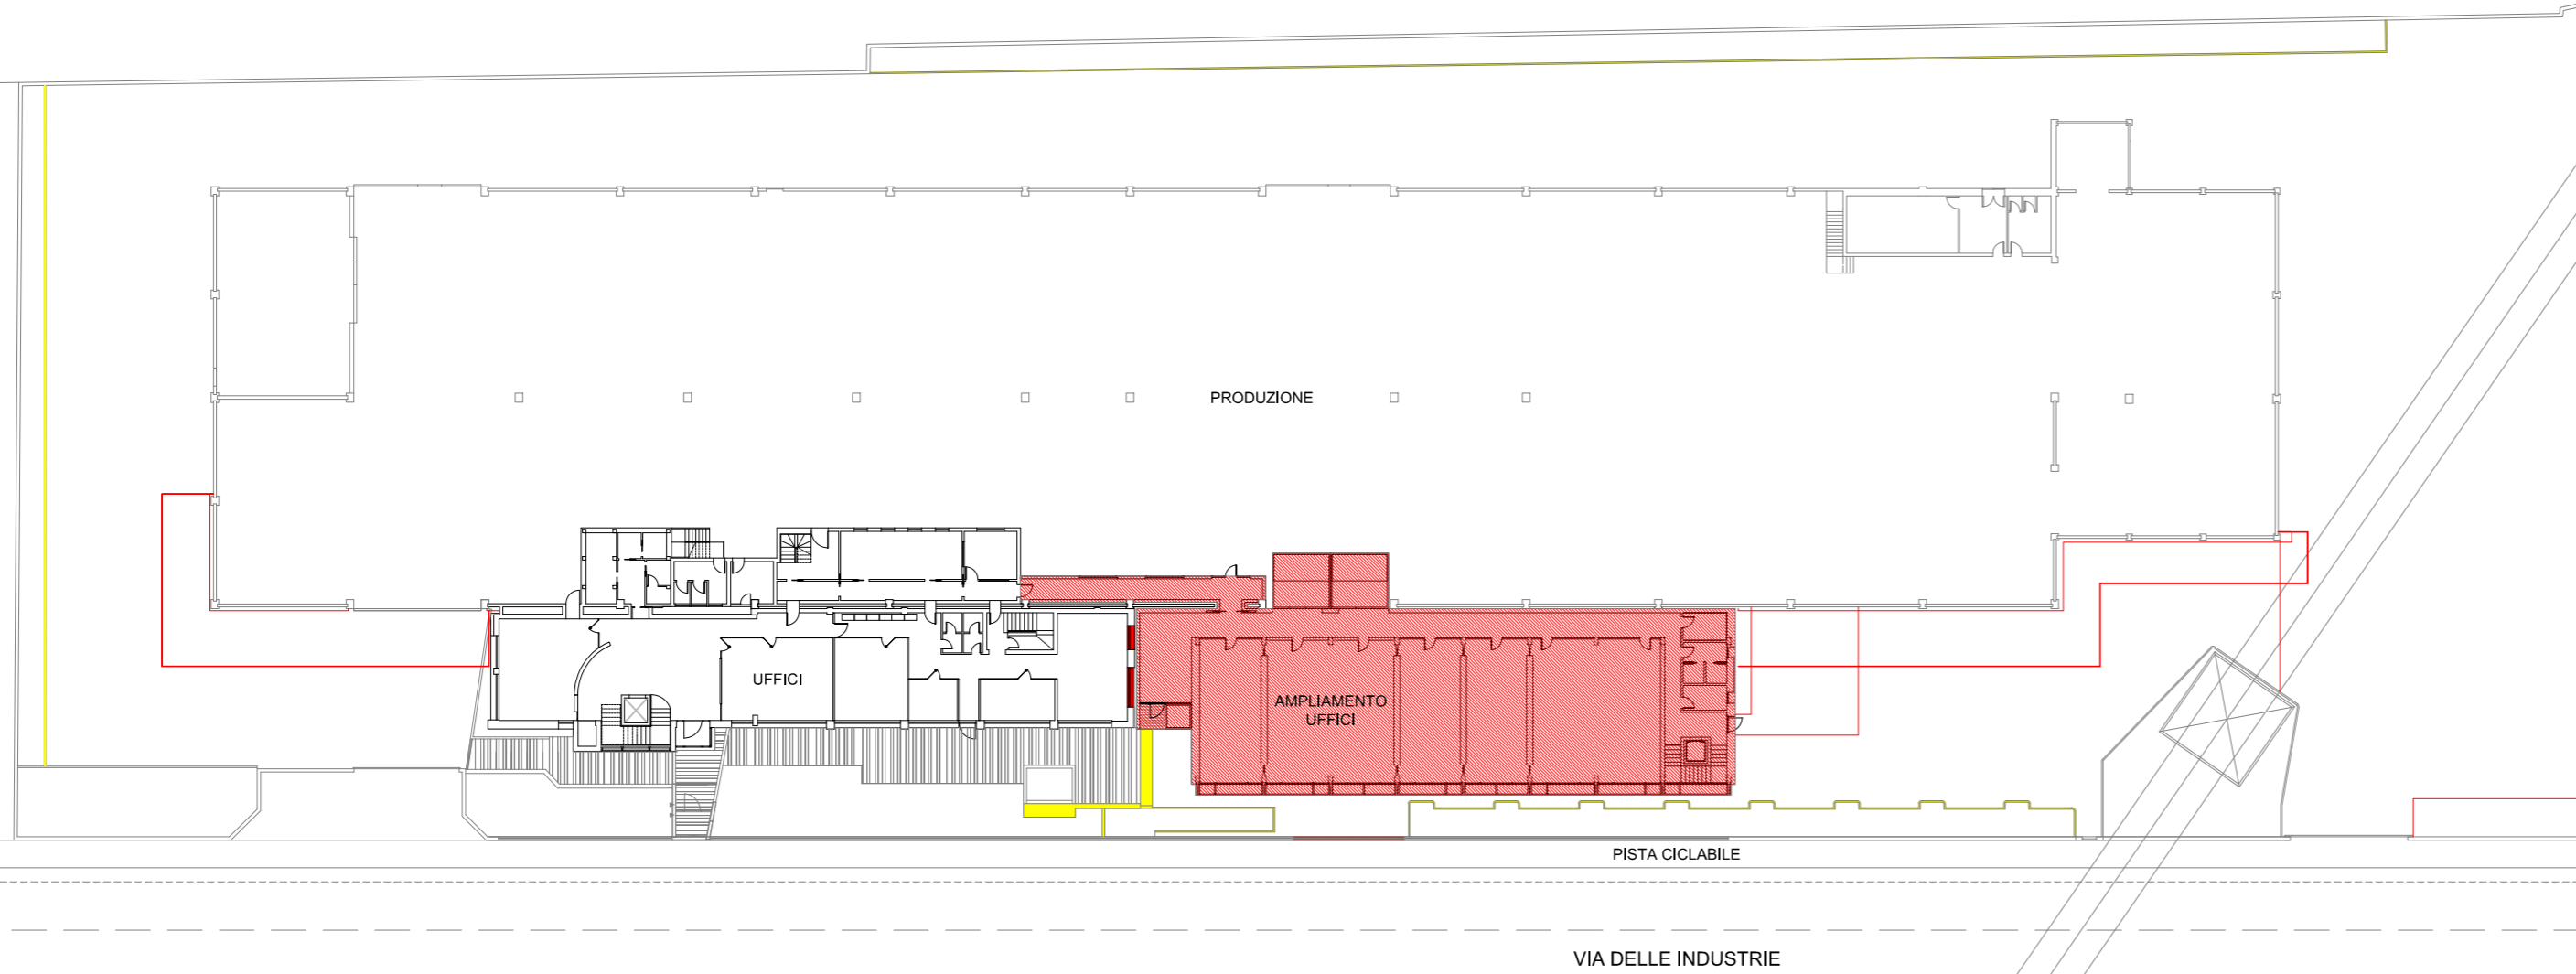 PRODUZIONE
UFFICI
AMPLIAMENTO
UFFICI
PISTA CICLABILE
VIA DELLE INDUSTRIE